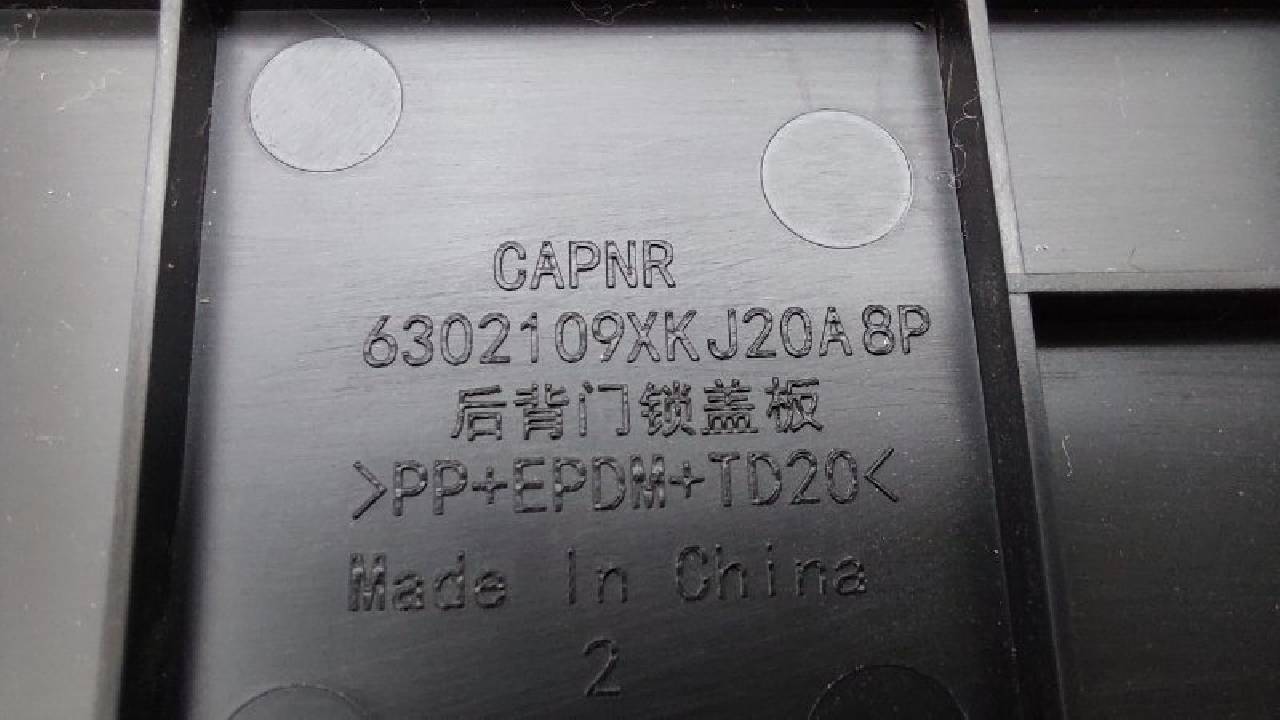 CAPNR
6302109XKJ20A8P
后背门锁盖板
>PP+EPDM+TD20<
Made In China
2